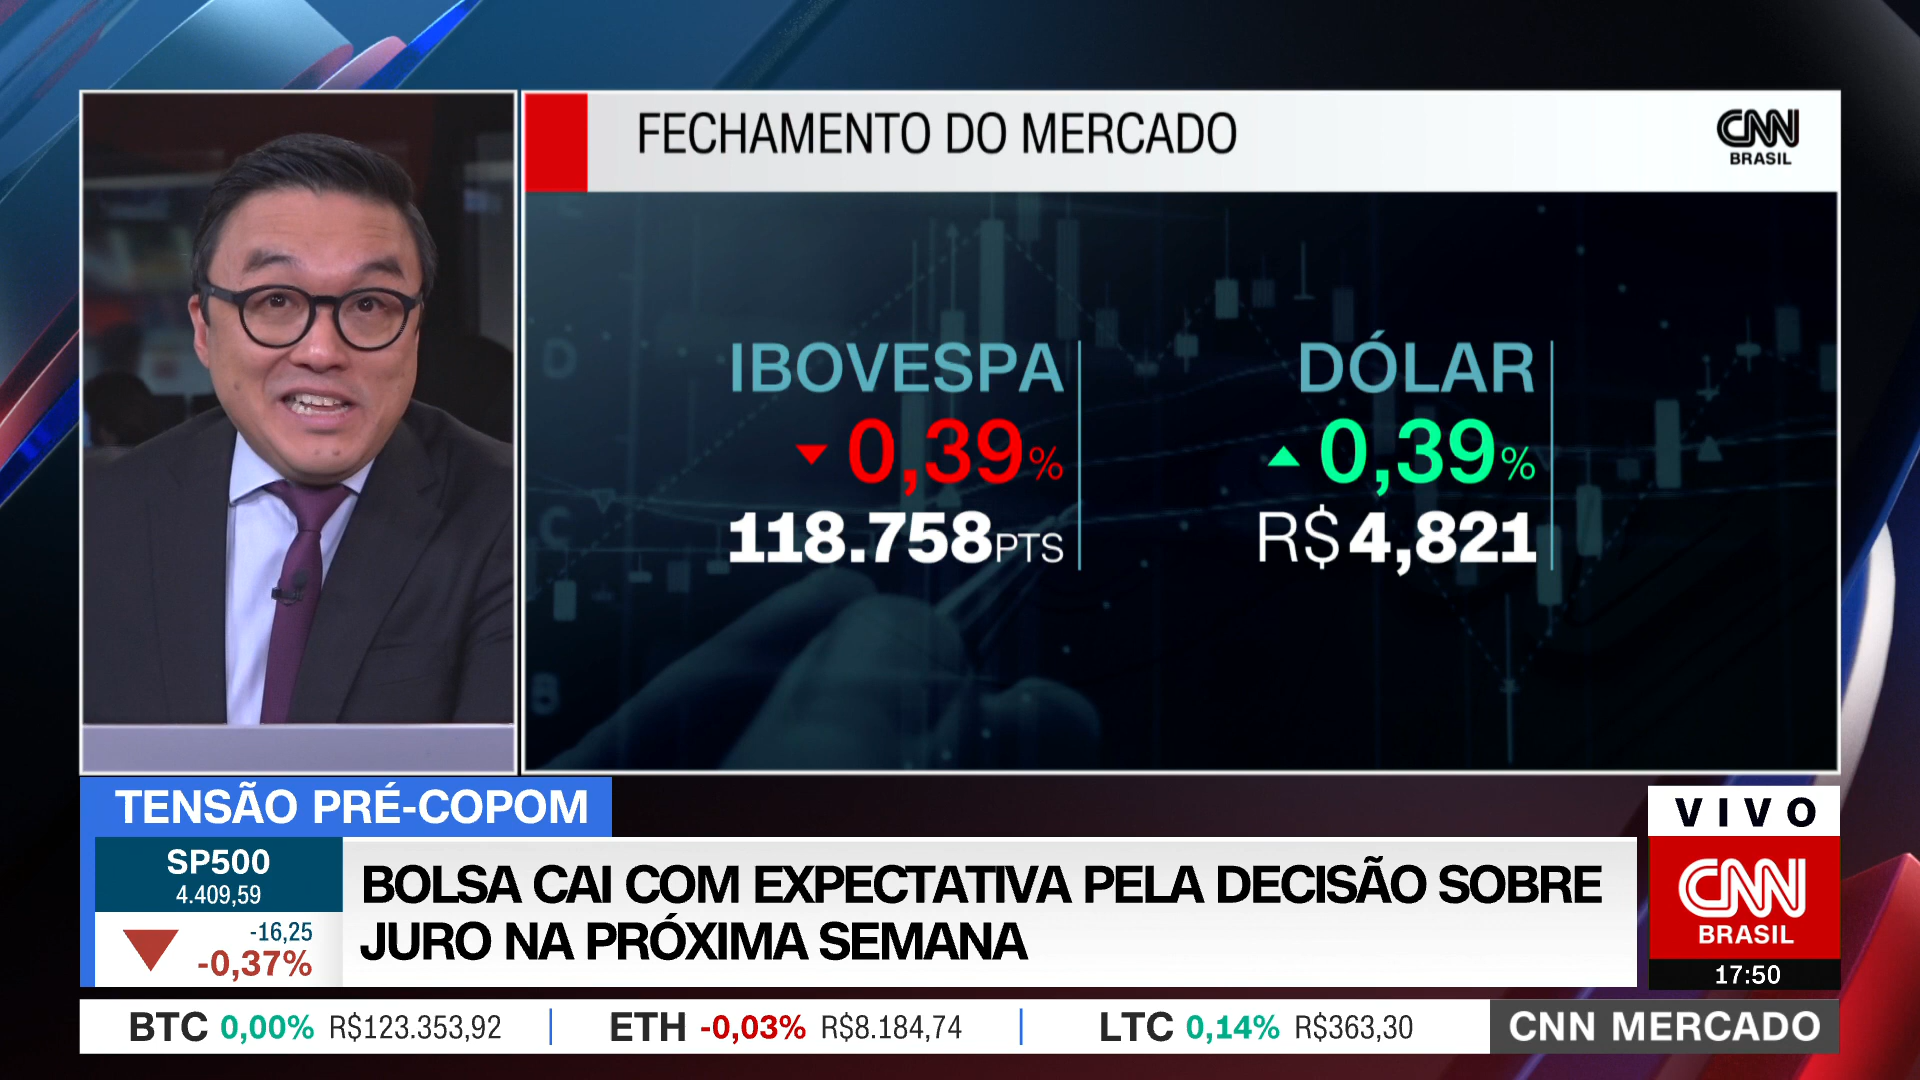 FECHAMENTO DO MERCADO
CNN
BRASIL
IBOVESPA
0,39%
118.758PTS
DÓLAR
0,39%
R$4,821
TENSÃO PRÉ-COPOM
SP500
4.409,59
-16,25
-0,37%
BOLSA CAI COM EXPECTATIVA PELA DECISÃO SOBRE
JURO NA PRÓXIMA SEMANA
VIVO
CNN
BRASIL
17:50
BTC 0,00% R$123.353,92 | ETH -0,03% R$8.184,74 | LTC 0,14% R$363,30
CNN MERCADO